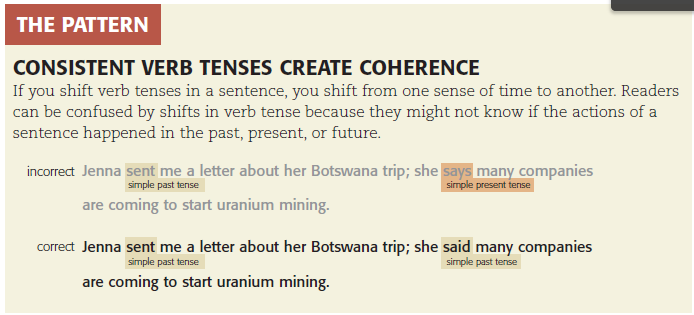 THE PATTERN
CONSISTENT VERB TENSES CREATE COHERENCE
If you shift verb tenses in a sentence, you shift from one sense of time to another. Readers
can be confused by shifts in verb tense because they might not know if the actions of a
sentence happened in the past, present, or future.
incorrect Jenna sent me a letter about her Botswana trip; she says many companies
simple past tense simple present tense
are coming to start uranium mining.
correct Jenna sent me a letter about her Botswana trip; she said many companies
simple past tense simple past tense
are coming to start uranium mining.